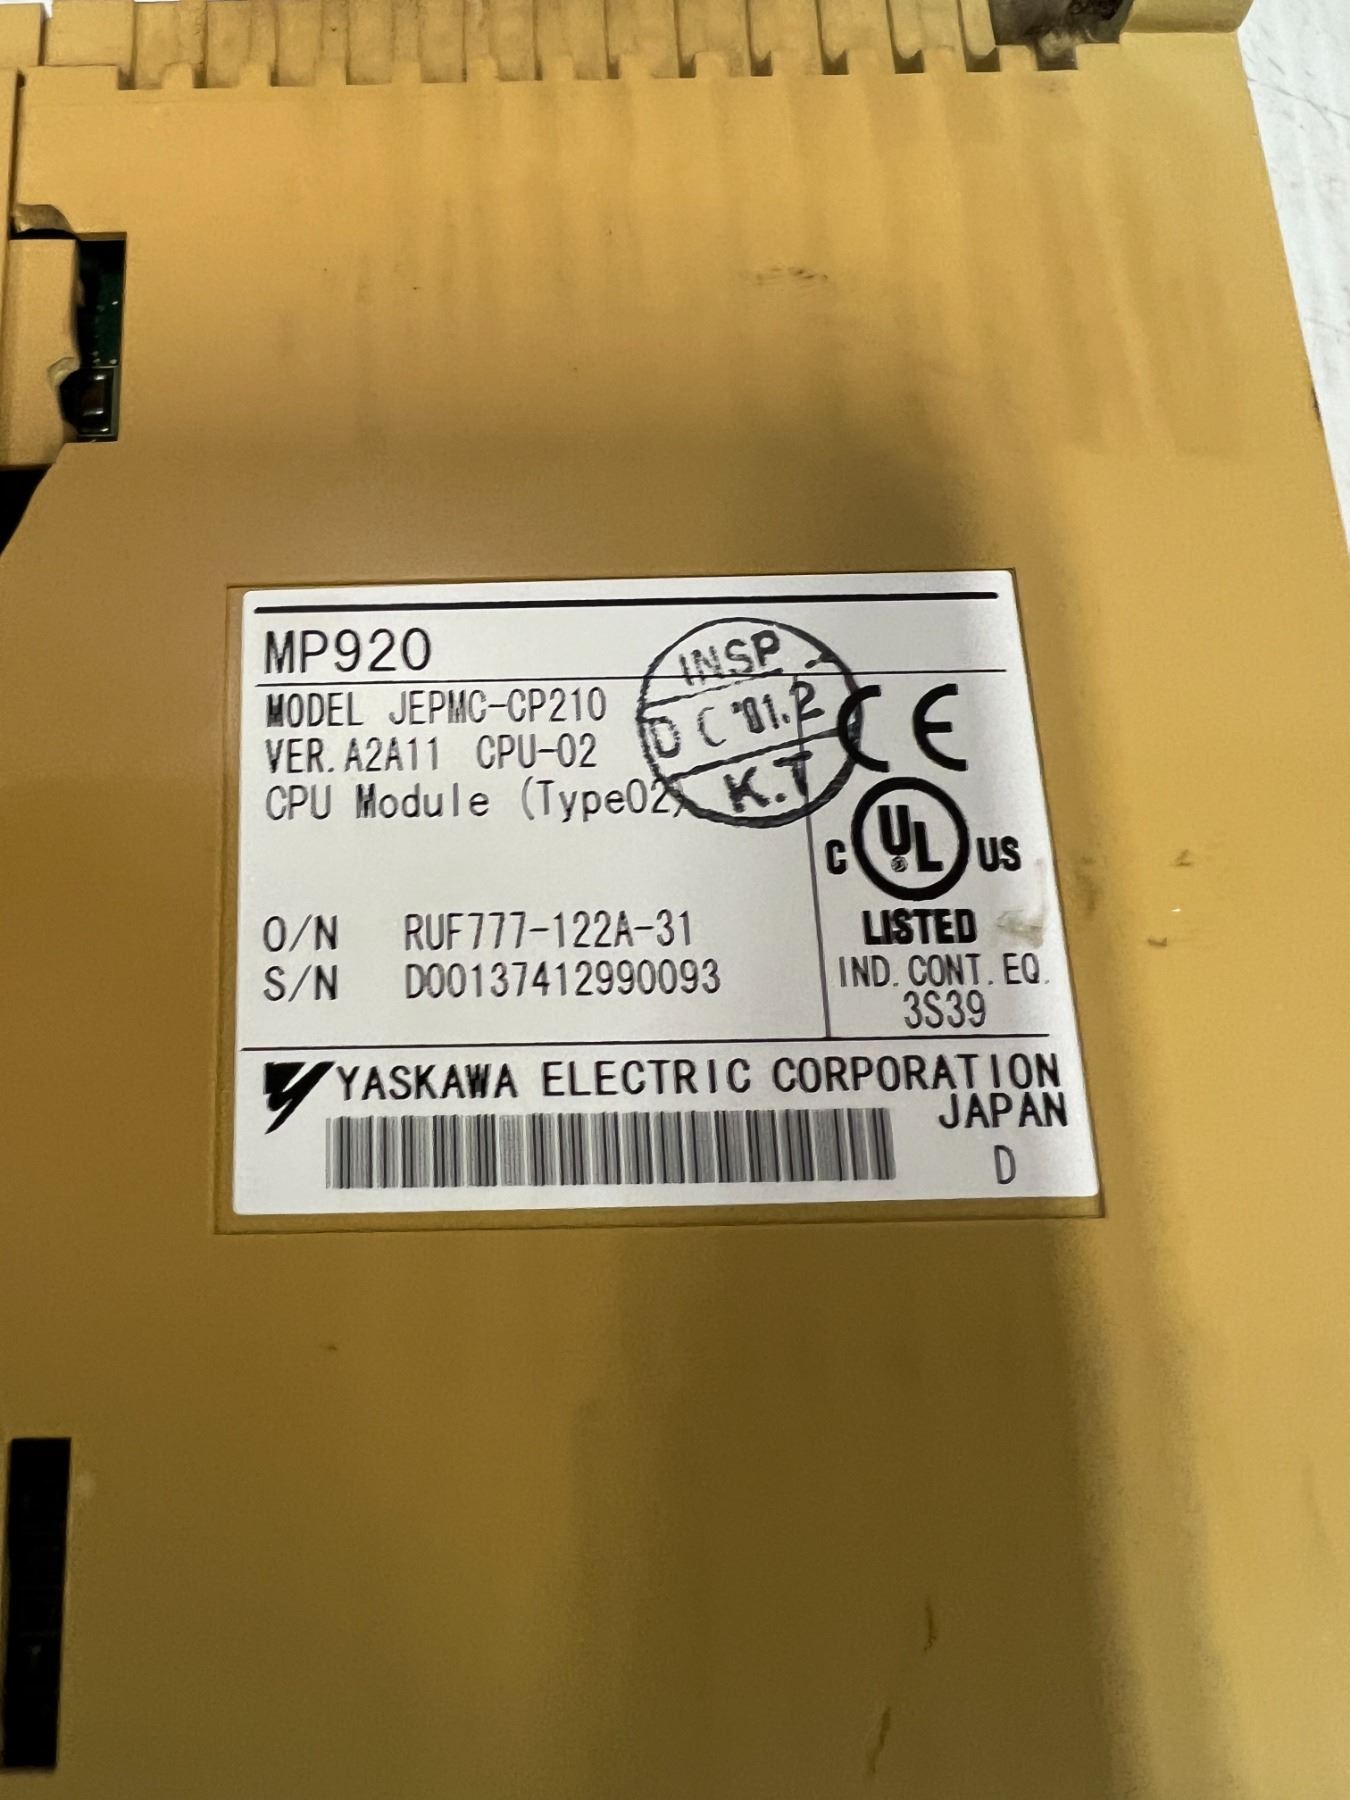 MP920
MODEL JEPMC-CP210
VER. A2A11 CPU-02
CPU Module (Type02)
INSP.
D C '01.2
K.T
CE
C UL US
®
LISTED
IND. CONT. EQ.
3S39
O/N RUF777-122A-31
S/N D00137412990093
YASKAWA ELECTRIC CORPORATION
JAPAN
D